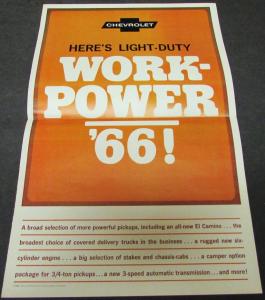 CHEVROLET
HERE'S LIGHT-DUTY
WORK-
POWER
'66!
A broad selection of more powerful pickups, including an all-new El Camino . . . the
broadest choice of covered delivery trucks in the business . . . a rugged new six-
cylinder engine . . . a big selection of stakes and chassis-cabs . . . a camper option
package for 3/4-ton pickups . . . a new 3-speed automatic transmission . . . and more!